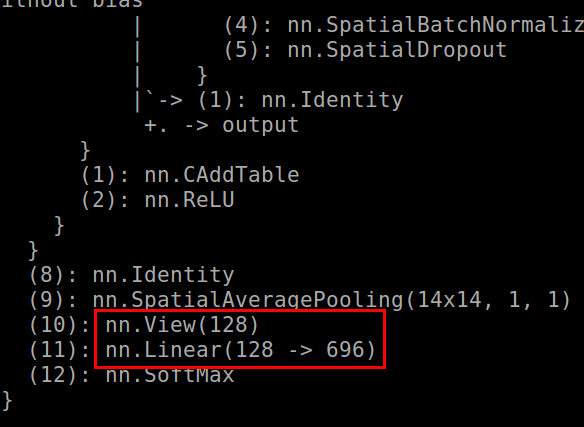 ithout bias
| (4): nn.SpatialBatchNormaliz
| (5): nn.SpatialDropout
| }
|`-> (1): nn.Identity
+. -> output
}
(1): nn.CAddTable
(2): nn.ReLU
}
}
(8): nn.Identity
(9): nn.SpatialAveragePooling(14x14, 1, 1)
(10): nn.View(128)
(11): nn.Linear(128 -> 696)
(12): nn.SoftMax
}